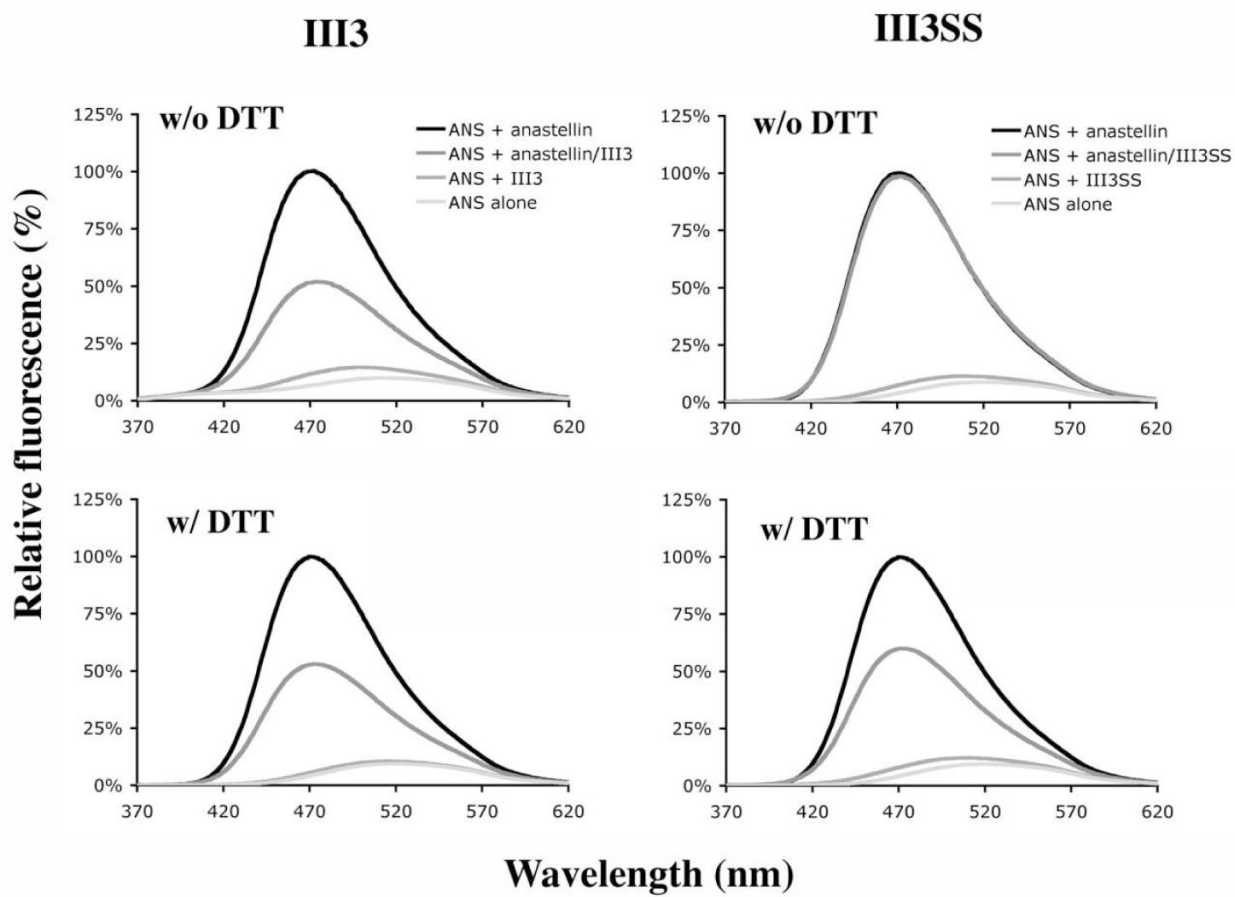 III3
III3SS
Relative fluorescence (%)
w/o DTT
ANS + anastellin
ANS + anastellin/III3
ANS + III3
ANS alone
125%
100%
75%
50%
25%
0%
370 420 470 520 570 620
w/o DTT
ANS + anastellin
ANS + anastellin/III3SS
ANS + III3SS
ANS alone
125%
100%
75%
50%
25%
0%
370 420 470 520 570 620
w/ DTT
125%
100%
75%
50%
25%
0%
370 420 470 520 570 620
w/ DTT
125%
100%
75%
50%
25%
0%
370 420 470 520 570 620
Wavelength (nm)